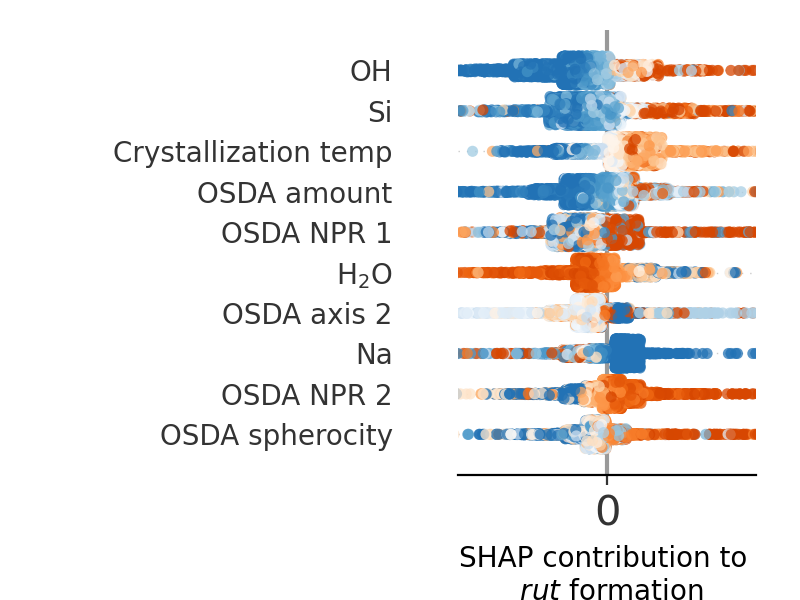 OH
Si
Crystallization temp
OSDA amount
OSDA NPR 1
H₂O
OSDA axis 2
Na
OSDA NPR 2
OSDA spherocity
0
SHAP contribution to
rut formation